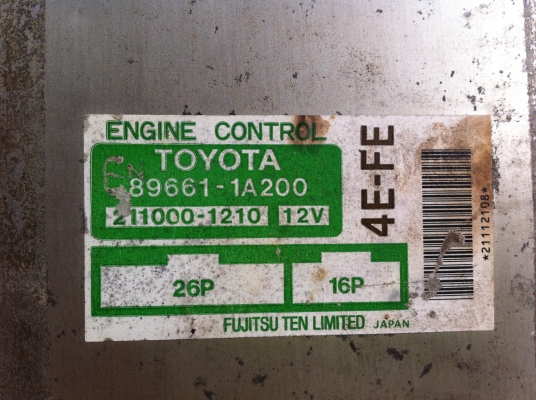 ENGINE CONTROL
TOYOTA
89661-1A200
211000-1210 12V
26P
16P
FUJITSU TEN LIMITED JAPAN
4E-FE
*21112108*